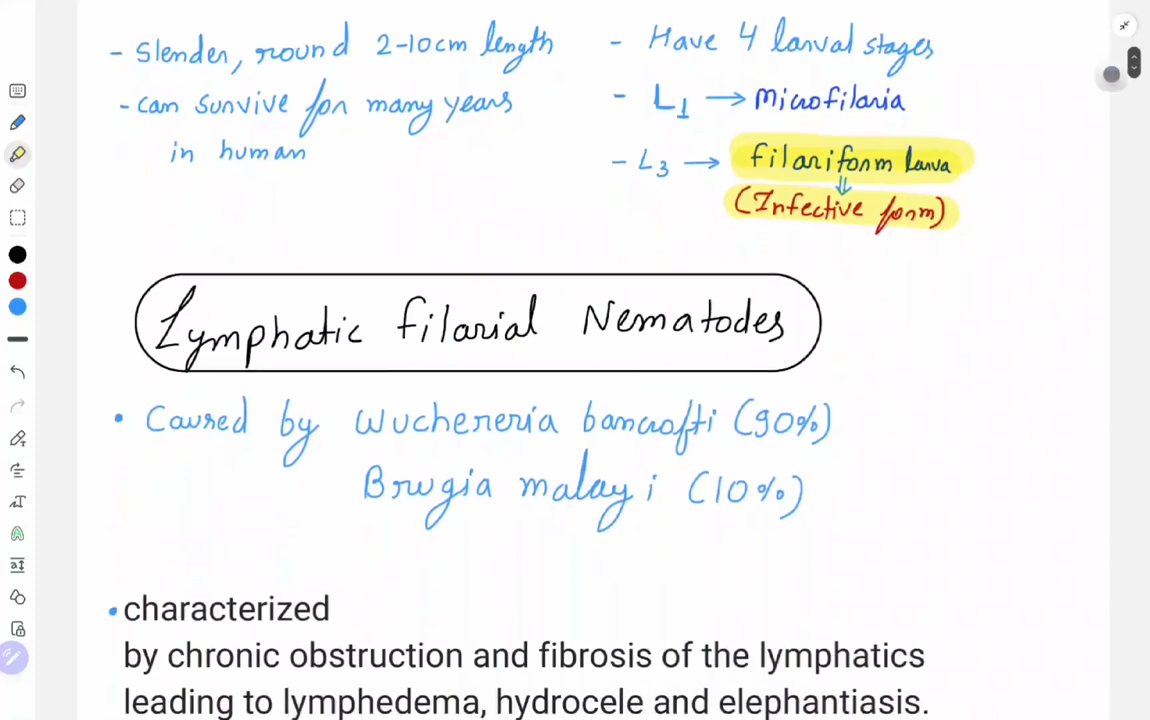 - Slender, round 2-10cm length
- can survive for many years
in human
- Have 4 larval stages
- L1 → Microfilaria
- L3 → filariform larva
⇓
(Infective form)
Lymphatic filarial Nematodes
• Caused by Wuchereria bancrofti (90%)
Brugia malayi (10%)
• characterized
by chronic obstruction and fibrosis of the lymphatics
leading to lymphedema, hydrocele and elephantiasis.